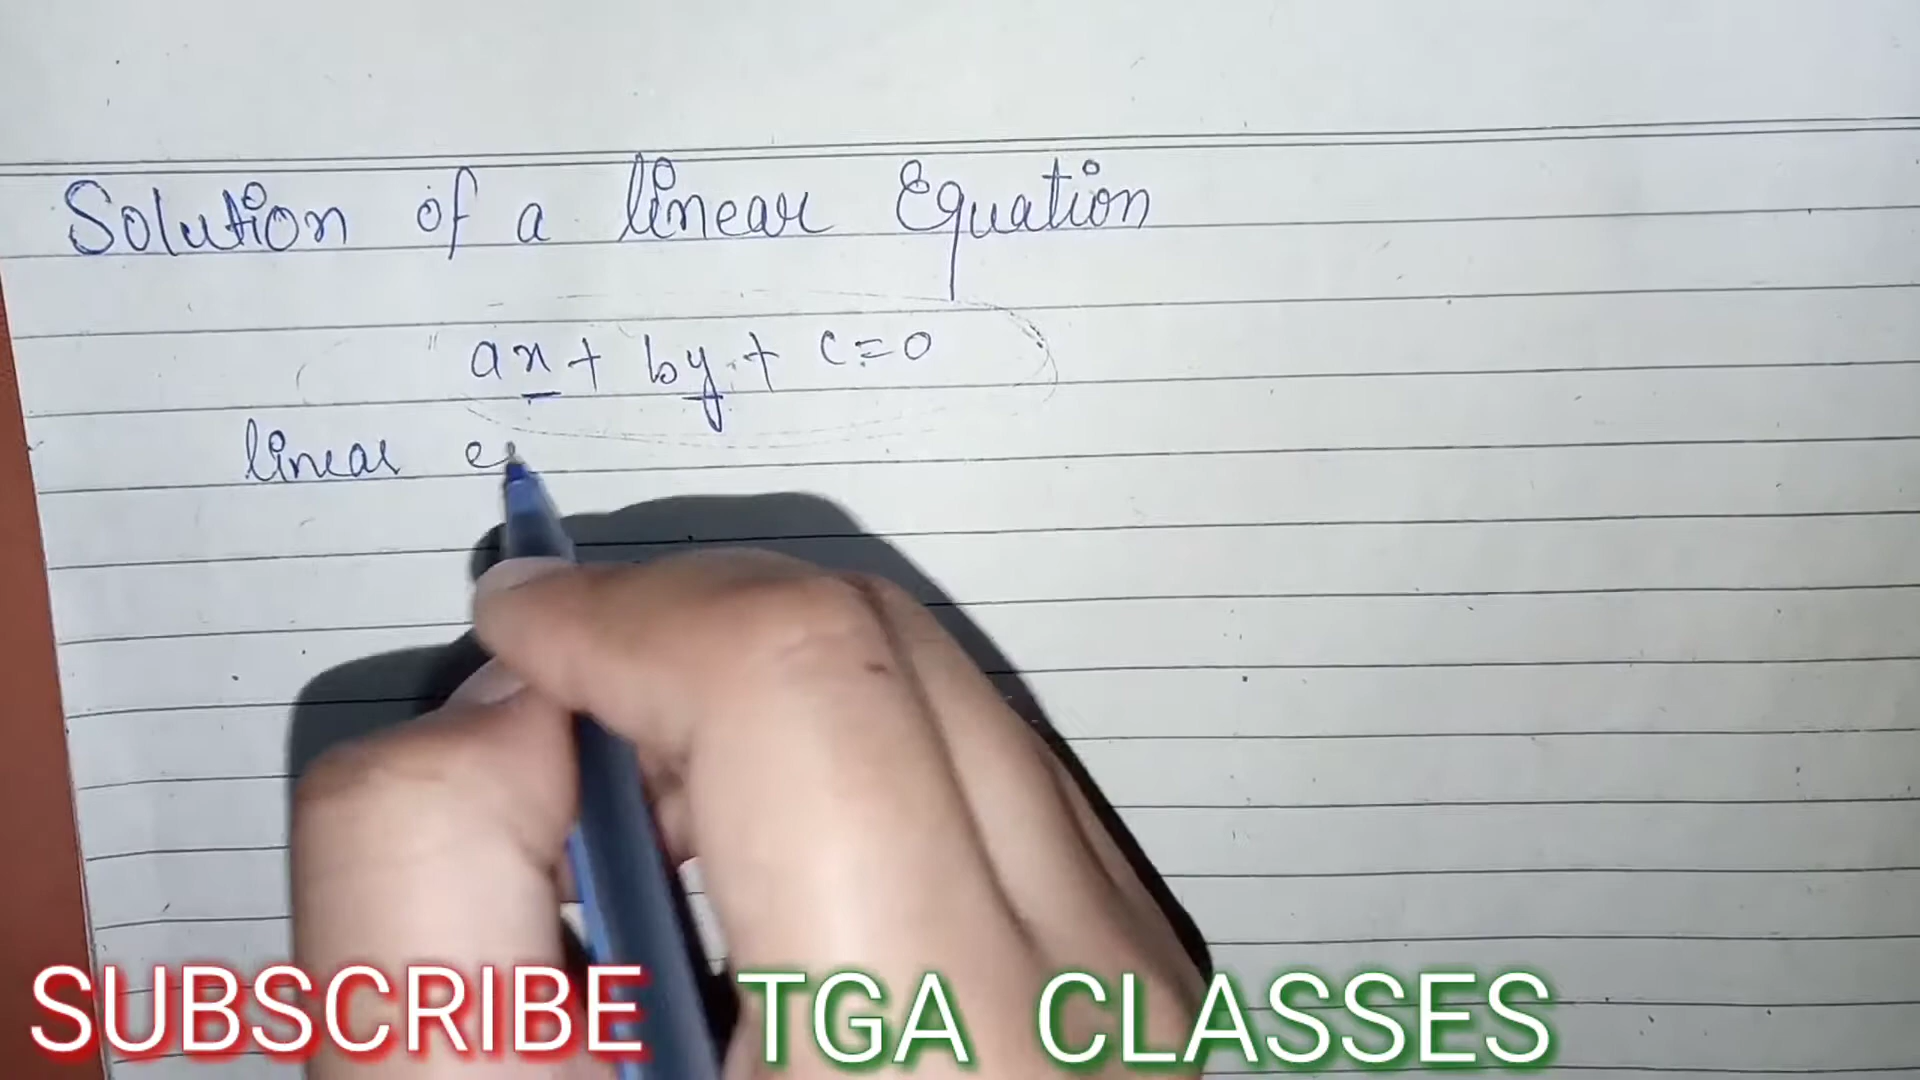 Solution of a linear Equation
ax + by + c = 0
linear
SUBSCRIBE TGA CLASSES